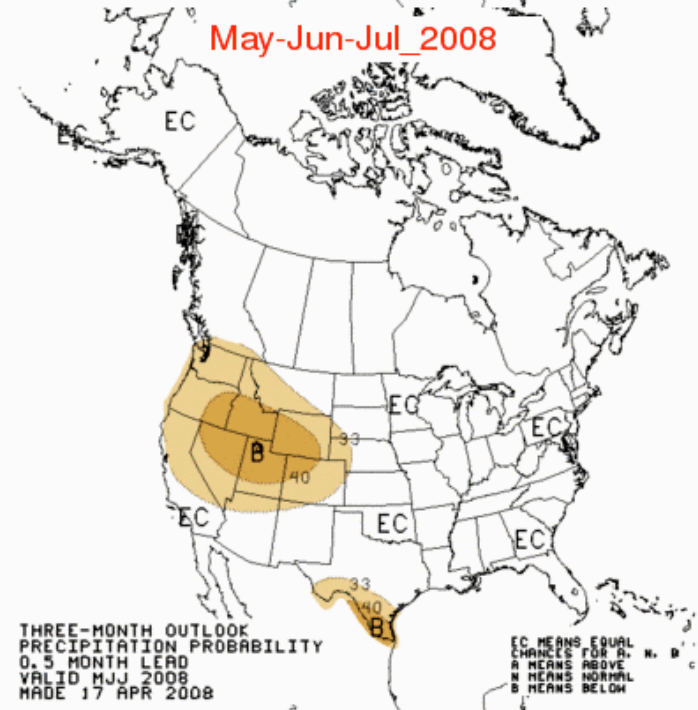 May-Jun-Jul_2008
EC
EC
33
EC
EC
B
40
EC
EC
EC
33
40
B
THREE-MONTH OUTLOOK
PRECIPITATION PROBABILITY
0.5 MONTH LEAD
VALID MJJ 2008
MADE 17 APR 2008
EC MEANS EQUAL
CHANCES FOR A, N, B
A MEANS ABOVE
N MEANS NORMAL
B MEANS BELOW